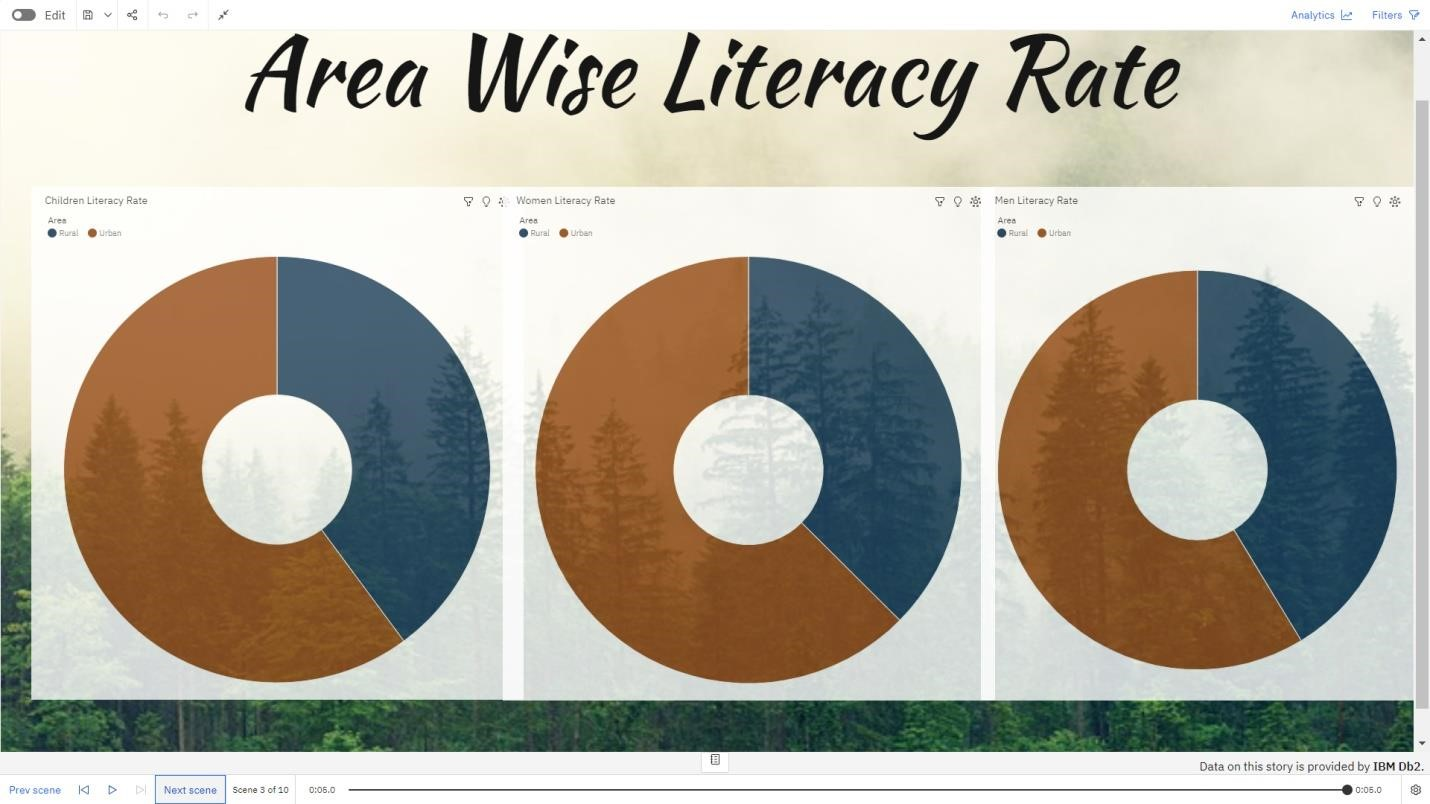 Edit
Analytics
Filters
Area Wise Literacy Rate
Children Literacy Rate
Area
Rural Urban
Women Literacy Rate
Area
Rural Urban
Men Literacy Rate
Area
Rural Urban
Data on this story is provided by IBM Db2.
Prev scene
Next scene
Scene 3 of 10
0:05.0
0:05.0